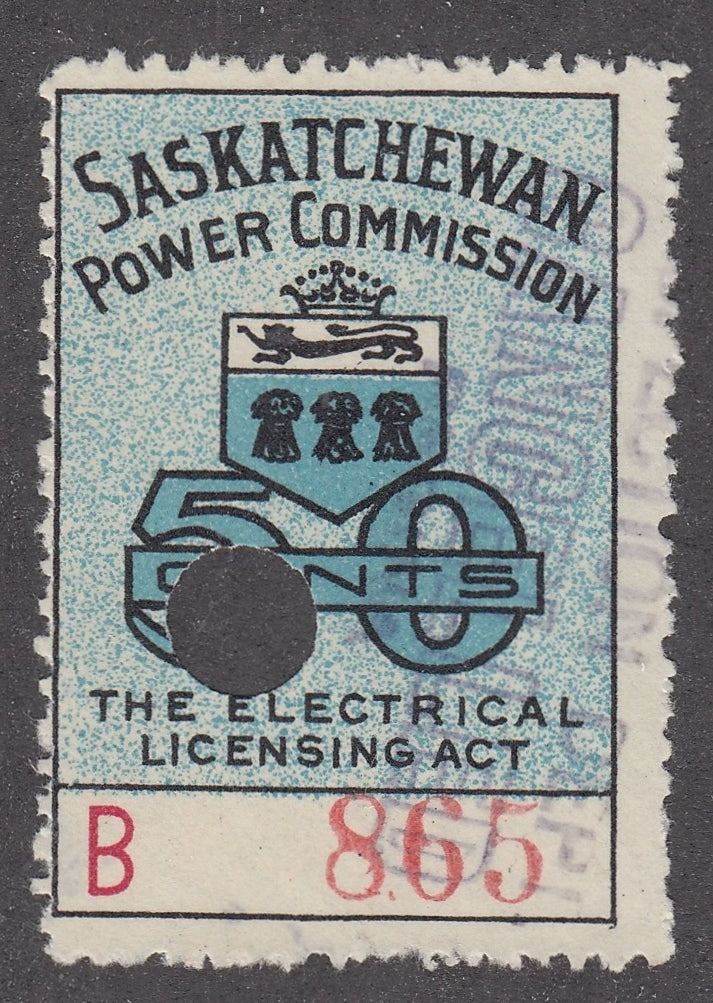 SASKATCHEWAN
POWER COMMISSION
50
NTS
THE ELECTRICAL
LICENSING ACT
B 865